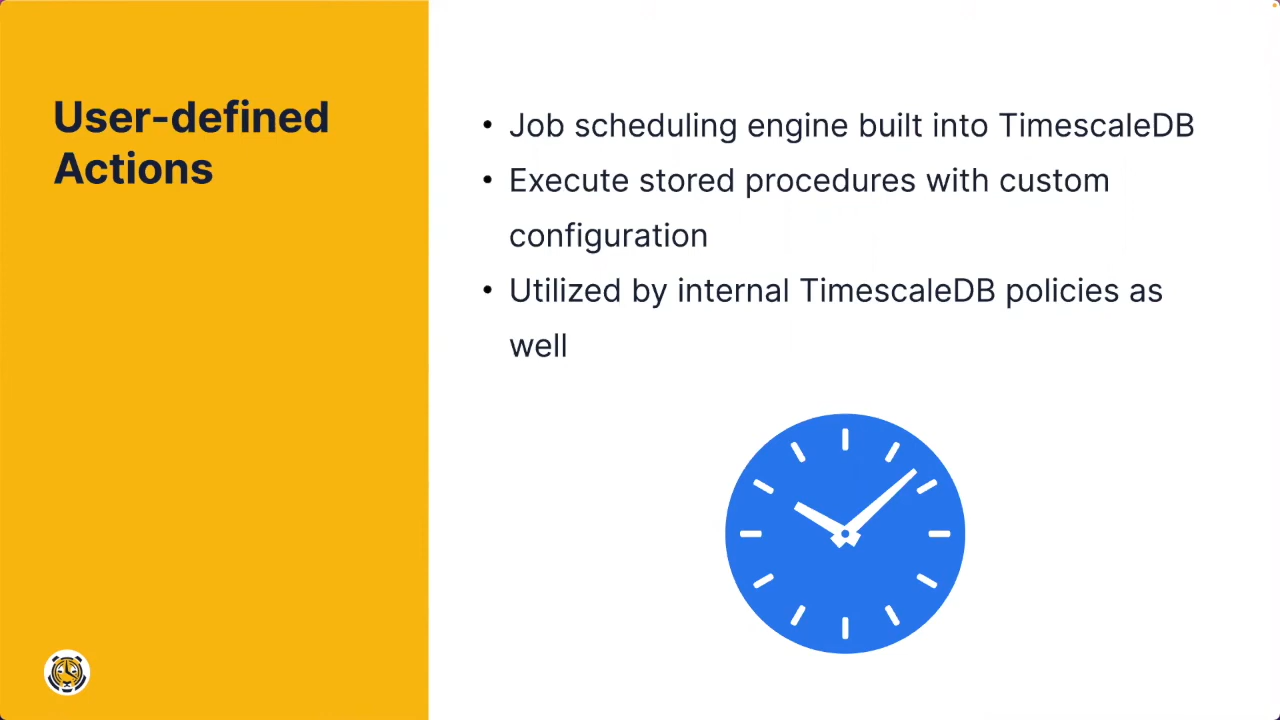 User-defined
Actions
• Job scheduling engine built into TimescaleDB
• Execute stored procedures with custom
configuration
• Utilized by internal TimescaleDB policies as
well